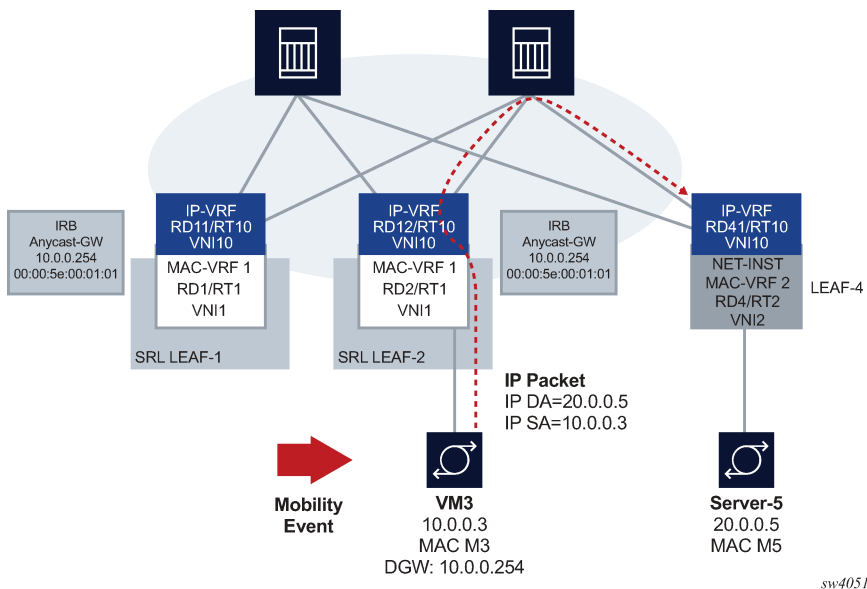 IP-VRF
RD11/RT10
VNI10
IP-VRF
RD12/RT10
VNI10
IP-VRF
RD41/RT10
VNI10
IRB
Anycast-GW
10.0.0.254
00:00:5e:00:01:01
IRB
Anycast-GW
10.0.0.254
00:00:5e:00:01:01
MAC-VRF 1
RD1/RT1
VNI1
MAC-VRF 1
RD2/RT1
VNI1
NET-INST
MAC-VRF 2
RD4/RT2
VNI2
LEAF-4
SRL LEAF-1
SRL LEAF-2
IP Packet
IP DA=20.0.0.5
IP SA=10.0.0.3
Mobility
Event
VM3
10.0.0.3
MAC M3
DGW: 10.0.0.254
Server-5
20.0.0.5
MAC M5
sw4051